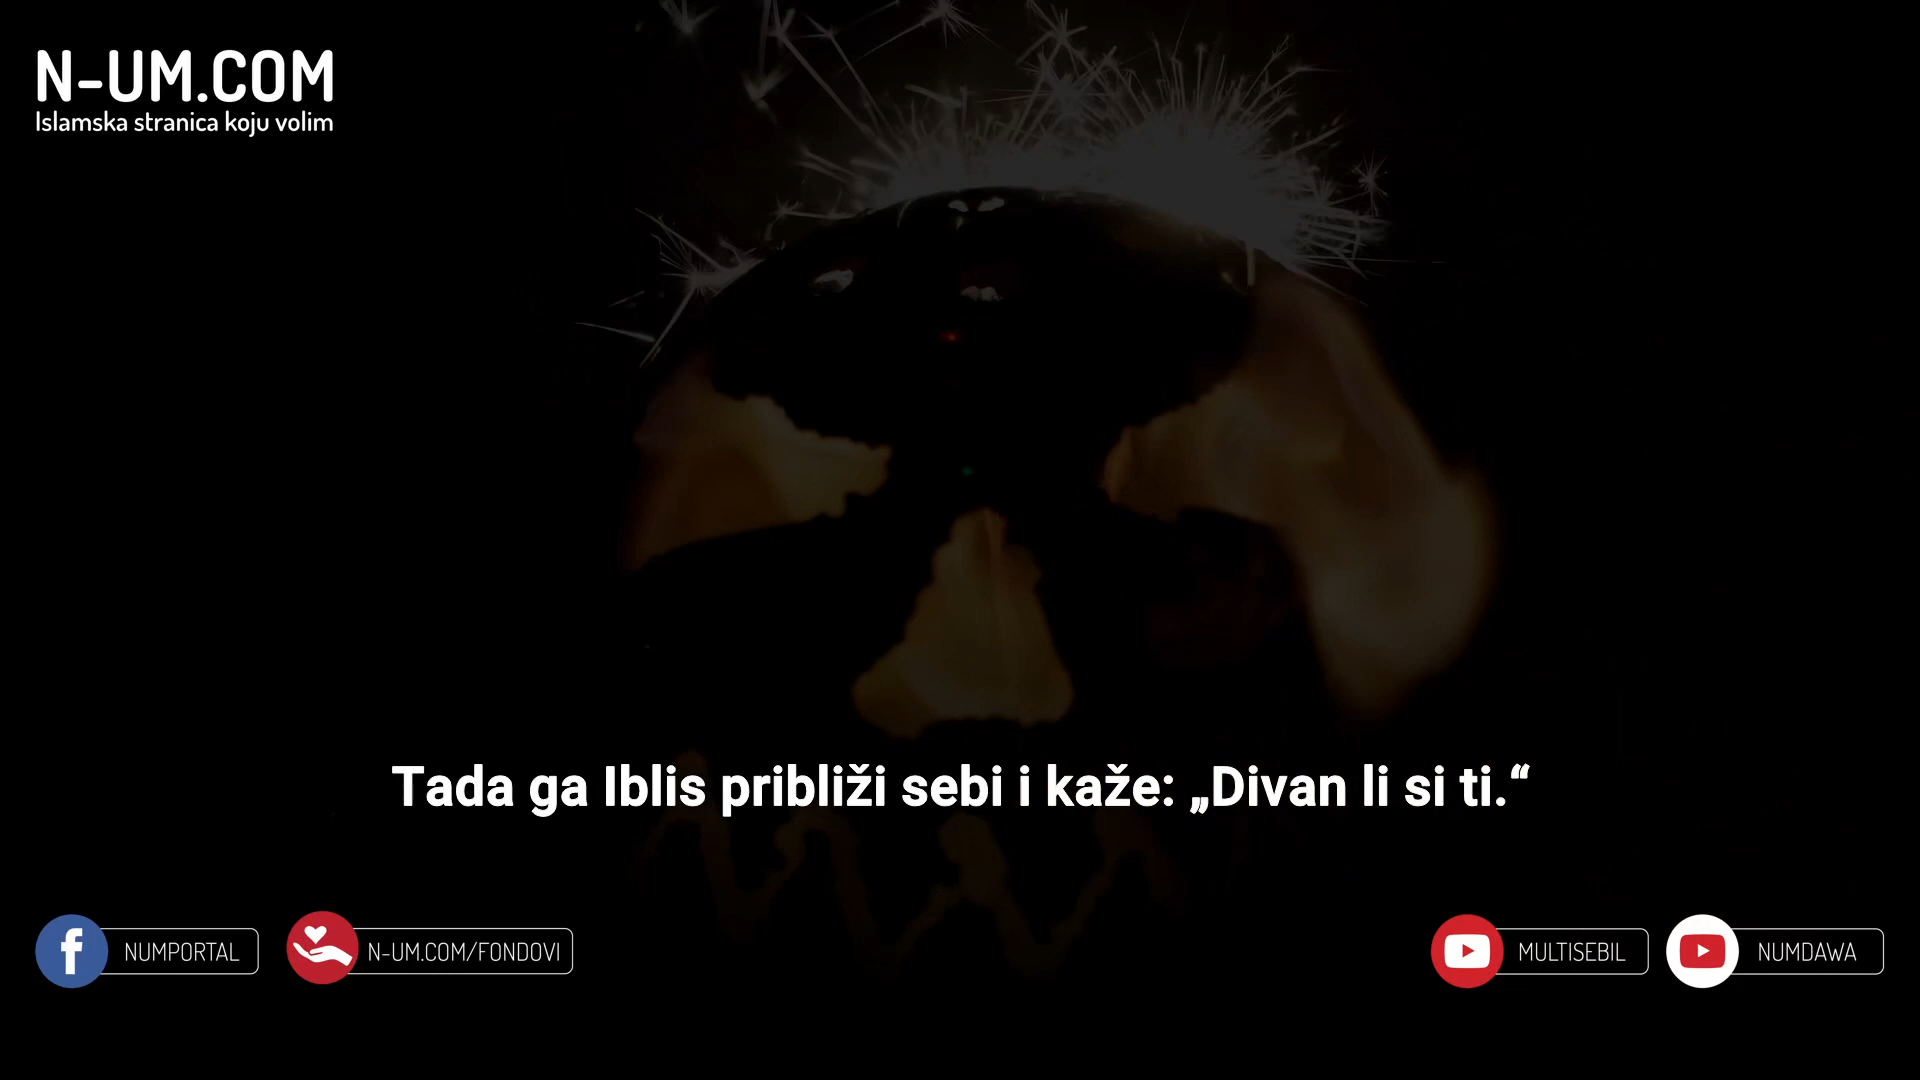 N-UM.COM
Islamska stranica koju volim
Tada ga Iblis približi sebi i kaže: „Divan li si ti.“
NUMPORTAL
N-UM.COM/FONDOVI
MULTISEBIL
NUMDAWA